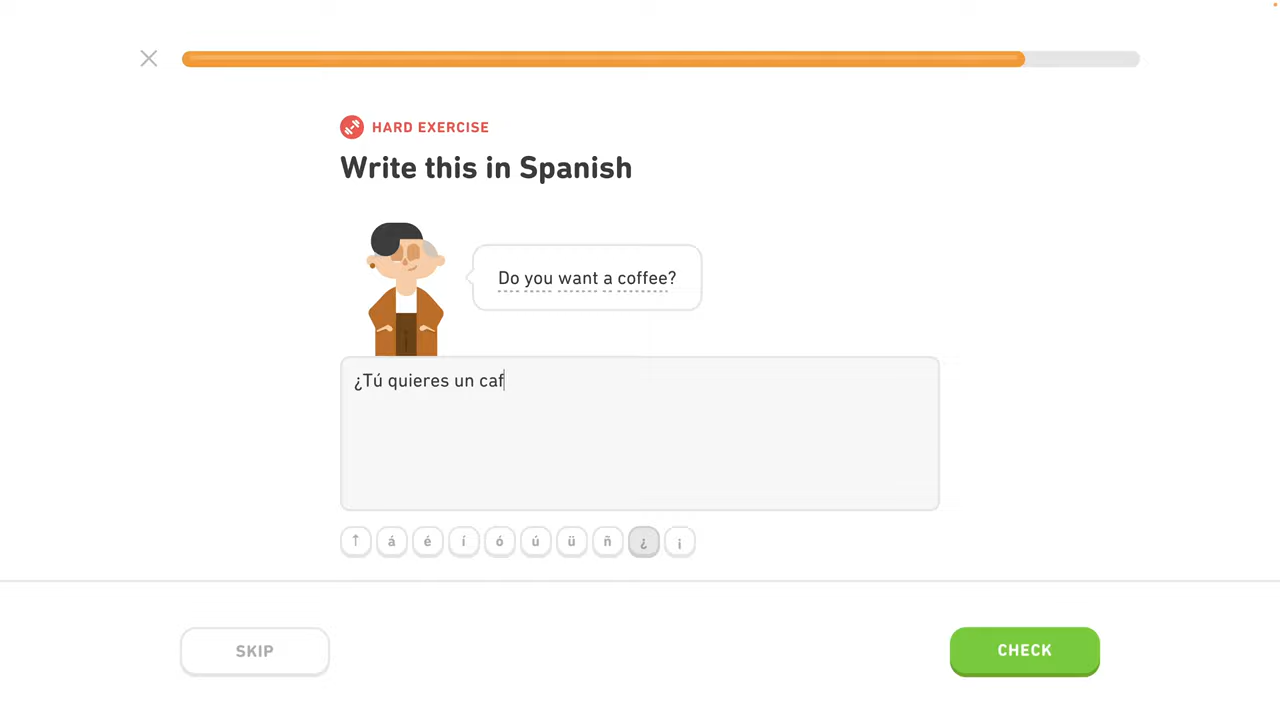 HARD EXERCISE
Write this in Spanish
Do you want a coffee?
¿Tú quieres un caf
↑ á é í ó ú ü ñ ¿ ¡
SKIP
CHECK